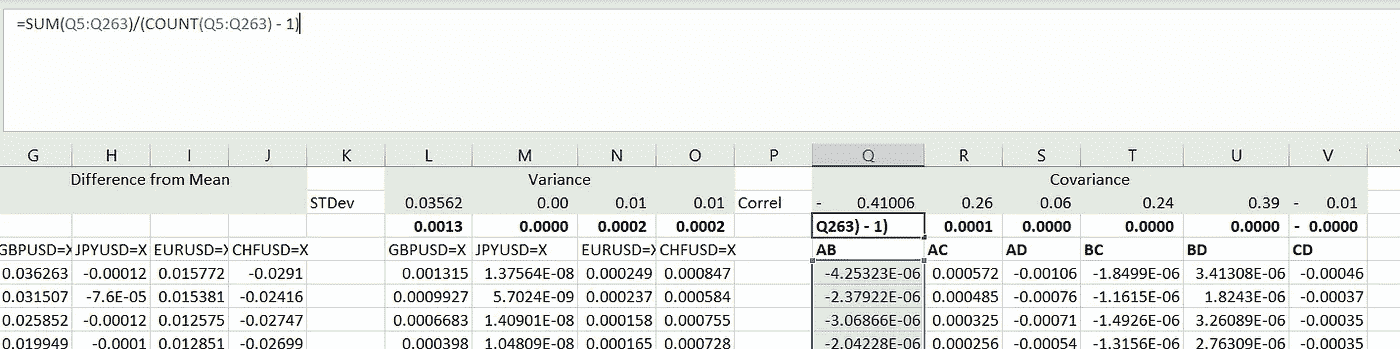 =SUM(Q5:Q263)/(COUNT(Q5:Q263) - 1)
G H I J K L M N O P Q R S T U V
Difference from Mean Variance Covariance
STDev 0.03562 0.00 0.01 0.01 Correl - 0.41006 0.26 0.06 0.24 0.39 - 0.01
0.0013 0.0000 0.0002 0.0002 Q263) - 1) 0.0001 0.0000 0.0000 0.0000 - 0.0000
GBPUSD=X JPYUSD=X EURUSD=X CHFUSD=X GBPUSD=X JPYUSD=X EURUSD=X CHFUSD=X AB AC AD BC BD CD
0.036263 -0.00012 0.015772 -0.0291 0.001315 1.37564E-08 0.000249 0.000847 -4.25323E-06 0.000572 -0.00106 -1.8499E-06 3.41308E-06 -0.00046
0.031507 -7.6E-05 0.015381 -0.02416 0.0009927 5.7024E-09 0.000237 0.000584 -2.37922E-06 0.000485 -0.00076 -1.1615E-06 1.8243E-06 -0.00037
0.025852 -0.00012 0.012575 -0.02747 0.0006683 1.40901E-08 0.000158 0.000755 -3.06866E-06 0.000325 -0.00071 -1.4926E-06 3.26089E-06 -0.00035
0.019949 -0.0001 0.012851 -0.02699 0.000398 1.04809E-08 0.000165 0.000728 -2.04228E-06 0.000256 -0.00054 -1.3156E-06 2.76309E-06 -0.00035